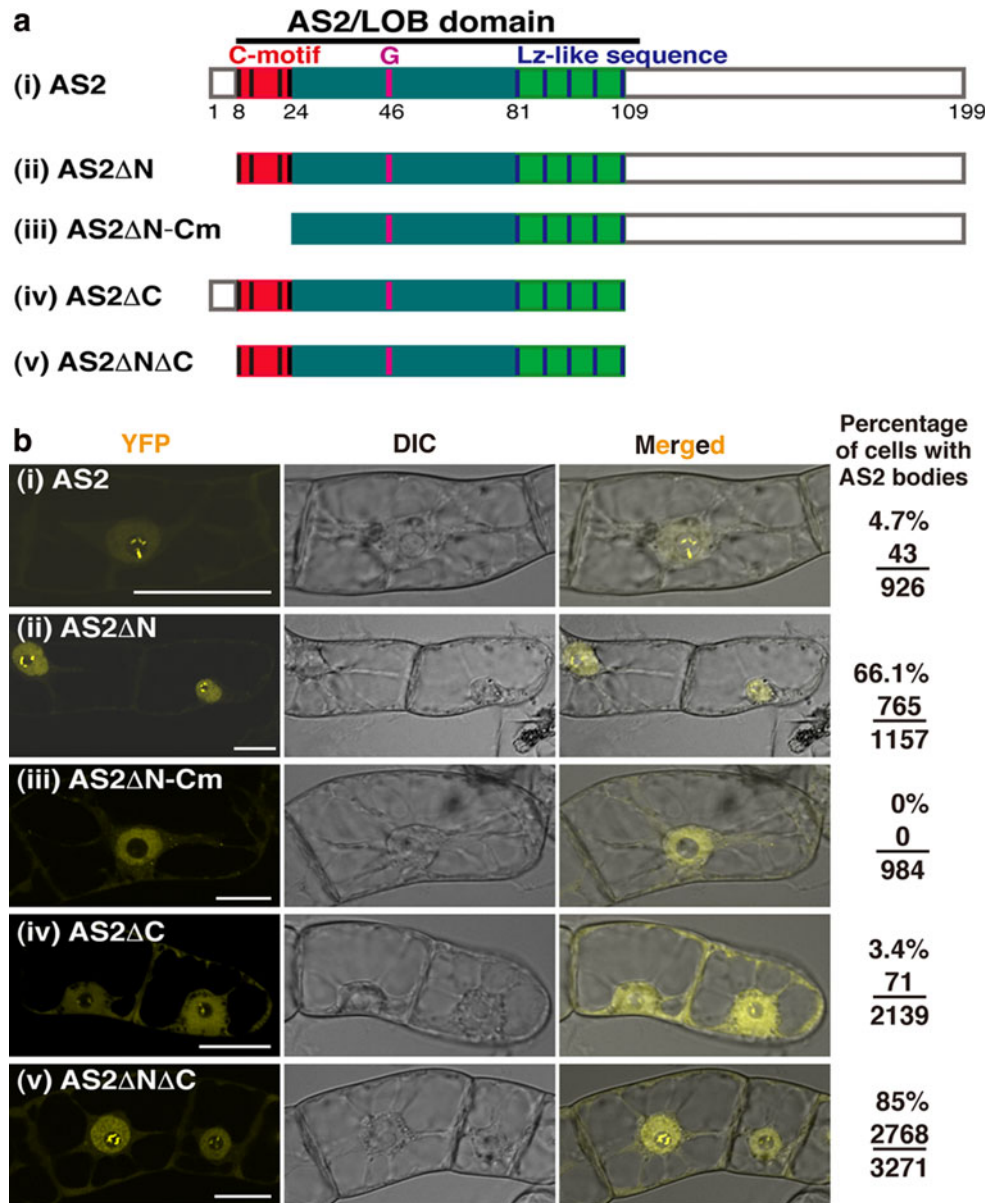 a
AS2/LOB domain
C-motif G Lz-like sequence
(i) AS2
1 8 24 46 81 109 199
(ii) AS2ΔN
(iii) AS2ΔN-Cm
(iv) AS2ΔC
(v) AS2ΔNΔC
b
YFP DIC Merged
Percentage
of cells with
AS2 bodies
(i) AS2
4.7%
43
926
(ii) AS2ΔN
66.1%
765
1157
(iii) AS2ΔN-Cm
0%
0
984
(iv) AS2ΔC
3.4%
71
2139
(v) AS2ΔNΔC
85%
2768
3271